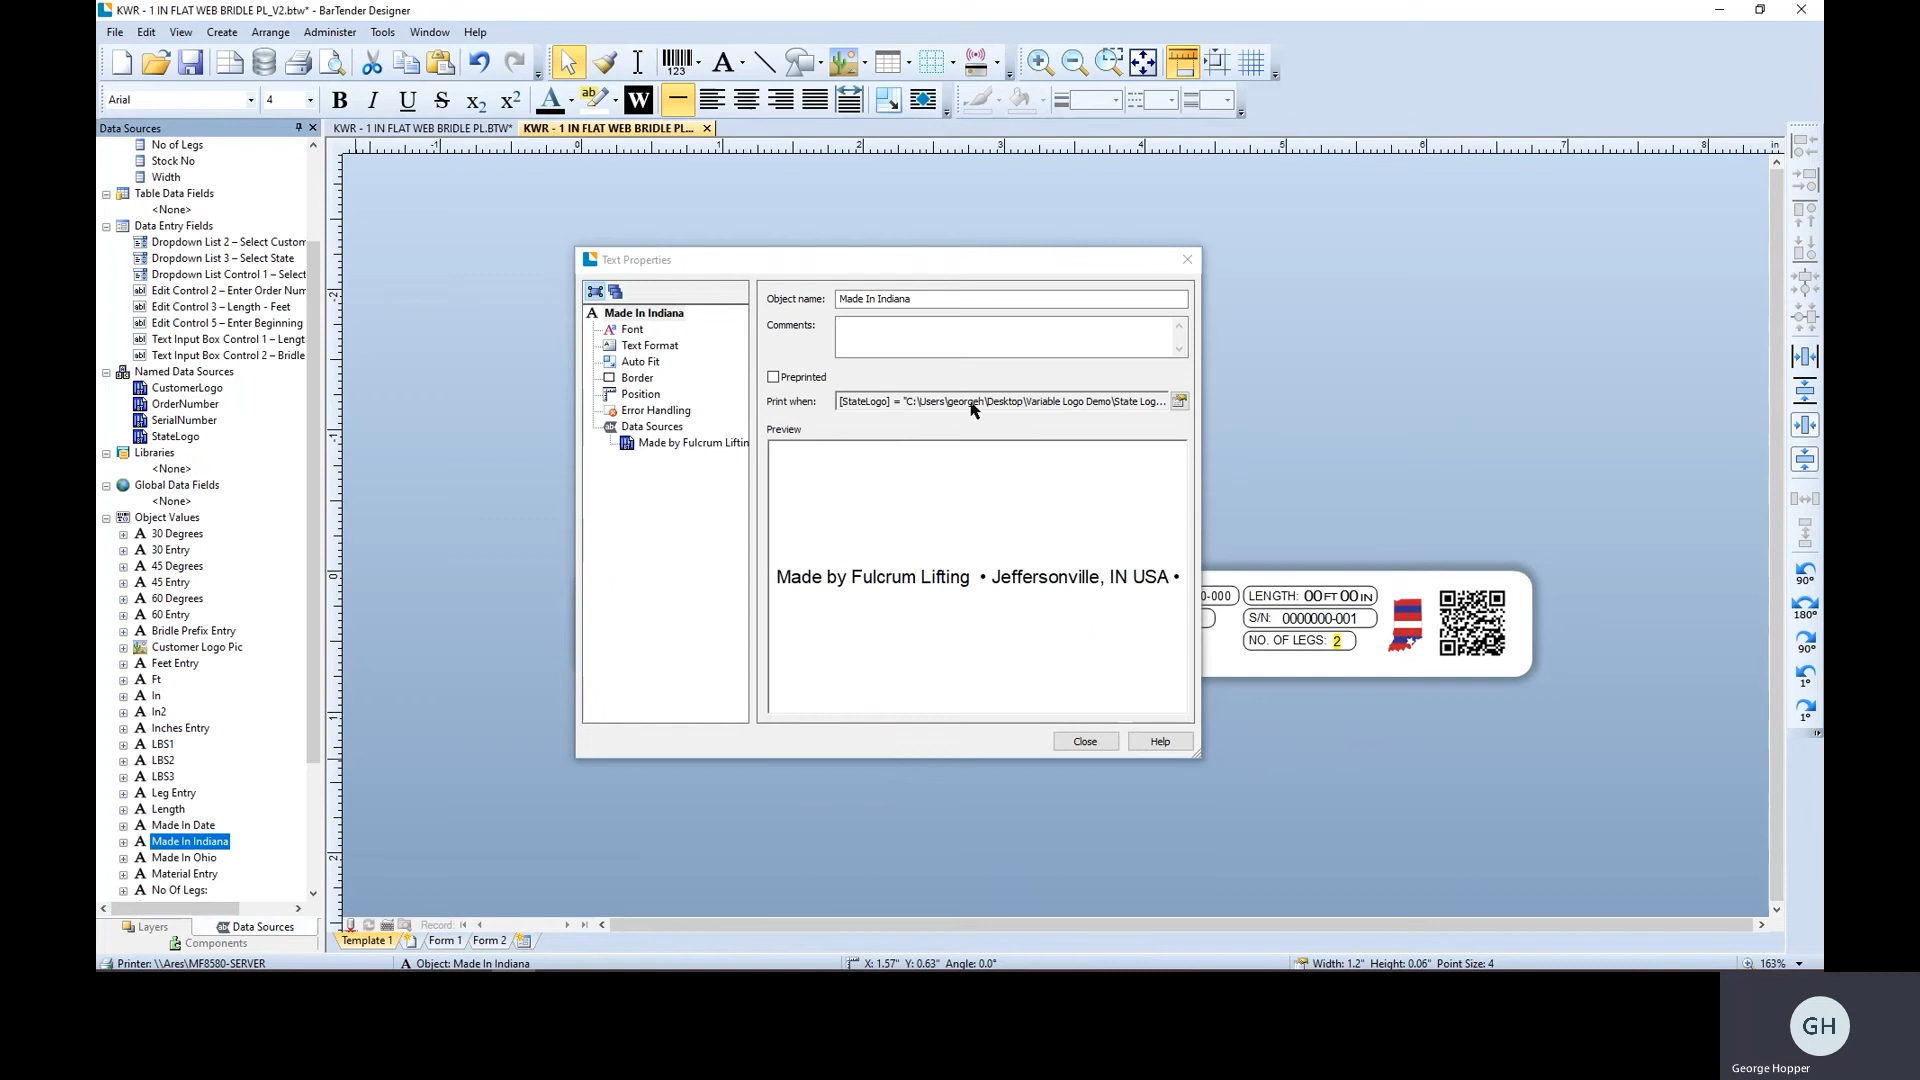 KWR - 1 IN FLAT WEB BRIDLE PL_V2.btw* - BarTender Designer
File Edit View Create Arrange Administer Tools Window Help
Arial 4
Data Sources
KWR - 1 IN FLAT WEB BRIDLE PL.BTW*
KWR - 1 IN FLAT WEB BRIDLE PL...
No of Legs
Stock No
Width
Table Data Fields
<None>
Data Entry Fields
Dropdown List 2 – Select Custom
Dropdown List 3 – Select State
Dropdown List Control 1 – Select
Edit Control 2 – Enter Order Num
Edit Control 3 – Length - Feet
Edit Control 5 – Enter Beginning
Text Input Box Control 1 – Lengt
Text Input Box Control 2 – Bridle
Named Data Sources
CustomerLogo
OrderNumber
SerialNumber
StateLogo
Libraries
<None>
Global Data Fields
<None>
Object Values
30 Degrees
30 Entry
45 Degrees
45 Entry
60 Degrees
60 Entry
Bridle Prefix Entry
Customer Logo Pic
Feet Entry
Ft
In
In2
Inches Entry
LBS1
LBS2
LBS3
Leg Entry
Length
Made In Date
Made In Indiana
Made In Ohio
Material Entry
No Of Legs:
Layers
Data Sources
Components
Text Properties
Made In Indiana
Font
Text Format
Auto Fit
Border
Position
Error Handling
Data Sources
Made by Fulcrum Liftin
Object name: Made In Indiana
Comments:
Preprinted
Print when: [StateLogo] = "C:\Users\georgeh\Desktop\Variable Logo Demo\State Log...
Preview
Made by Fulcrum Lifting • Jeffersonville, IN USA •
Close
Help
0-000
LENGTH: 00 FT 00 IN
S/N: 0000000-001
NO. OF LEGS: 2
90°
180°
90°
1°
1°
Record:
Template 1
Form 1
Form 2
Printer: \\Ares\MF8580-SERVER
Object: Made In Indiana
X: 1.57" Y: 0.63" Angle: 0.0°
Width: 1.2" Height: 0.06" Point Size: 4
163%
GH
George Hopper